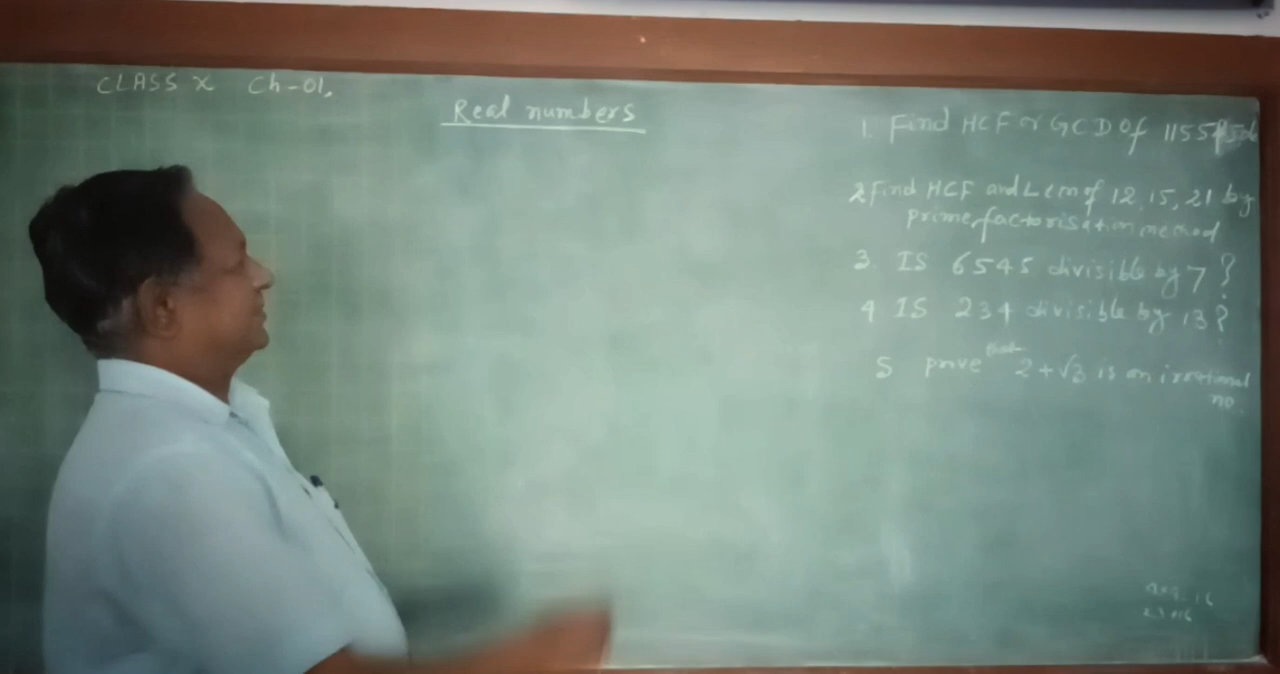 CLASS X Ch-01,
Real numbers
1. Find HCF or GCD Of 1155
2 Find HCF and LCM of 12, 15, 21 by
prime factorisation method
3. IS 6545 divisible by 7 ?
4 IS 234 divisible by 13 ?
5 prove that 2+√3 is an irrational
no.